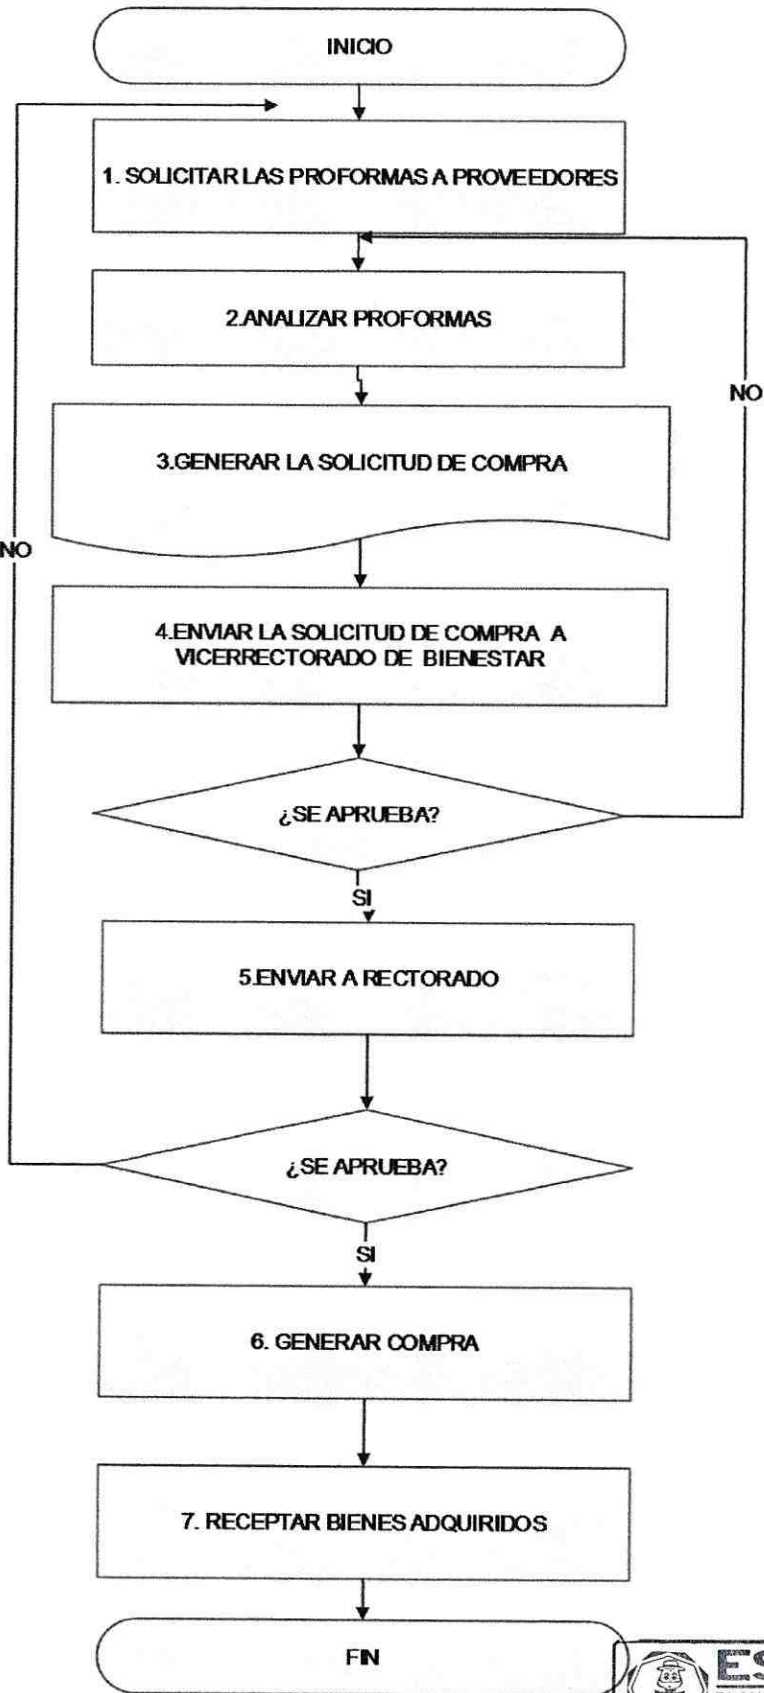 INICIO
1. SOLICITAR LAS PROFORMAS A PROVEEDORES
2.ANALIZAR PROFORMAS
NO
3.GENERAR LA SOLICITUD DE COMPRA
NO
4.ENVIAR LA SOLICITUD DE COMPRA A
VICERRECTORADO DE BIENESTAR
¿SE APRUEBA?
SI
5.ENVIAR A RECTORADO
¿SE APRUEBA?
SI
6. GENERAR COMPRA
7. RECEPTAR BIENES ADQUIRIDOS
FIN